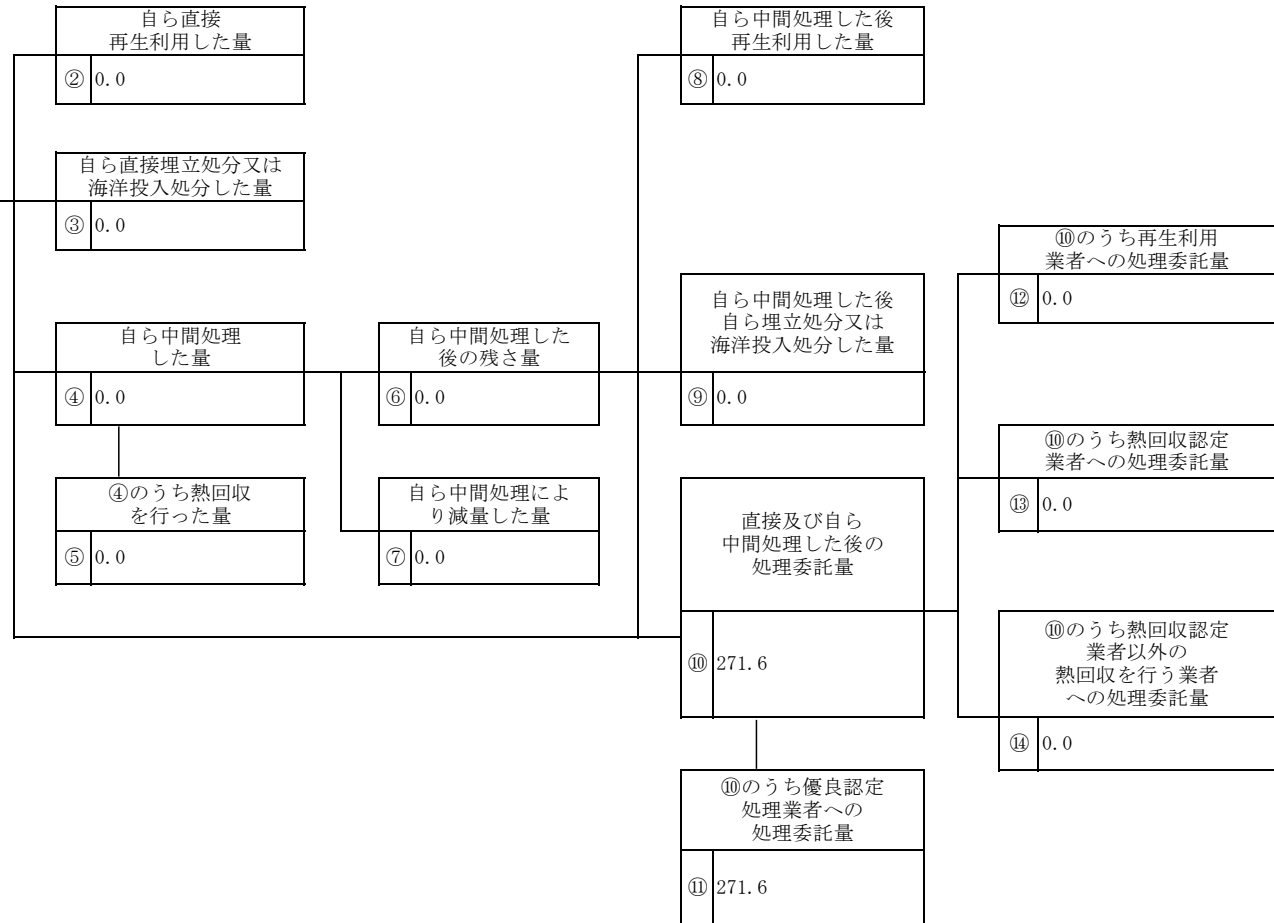 自ら直接
再生利用した量
② 0.0
自ら直接埋立処分又は
海洋投入処分した量
③ 0.0
自ら中間処理
した量
④ 0.0
④のうち熱回収
を行った量
⑤ 0.0
自ら中間処理した
後の残さ量
⑥ 0.0
自ら中間処理によ
り減量した量
⑦ 0.0
自ら中間処理した後
再生利用した量
⑧ 0.0
自ら中間処理した後
自ら埋立処分又は
海洋投入処分した量
⑨ 0.0
直接及び自ら
中間処理した後の
処理委託量
⑩ 271.6
⑩のうち優良認定
処理業者への
処理委託量
⑪ 271.6
⑩のうち再生利用
業者への処理委託量
⑫ 0.0
⑩のうち熱回収認定
業者への処理委託量
⑬ 0.0
⑩のうち熱回収認定
業者以外の
熱回収を行う業者
への処理委託量
⑭ 0.0